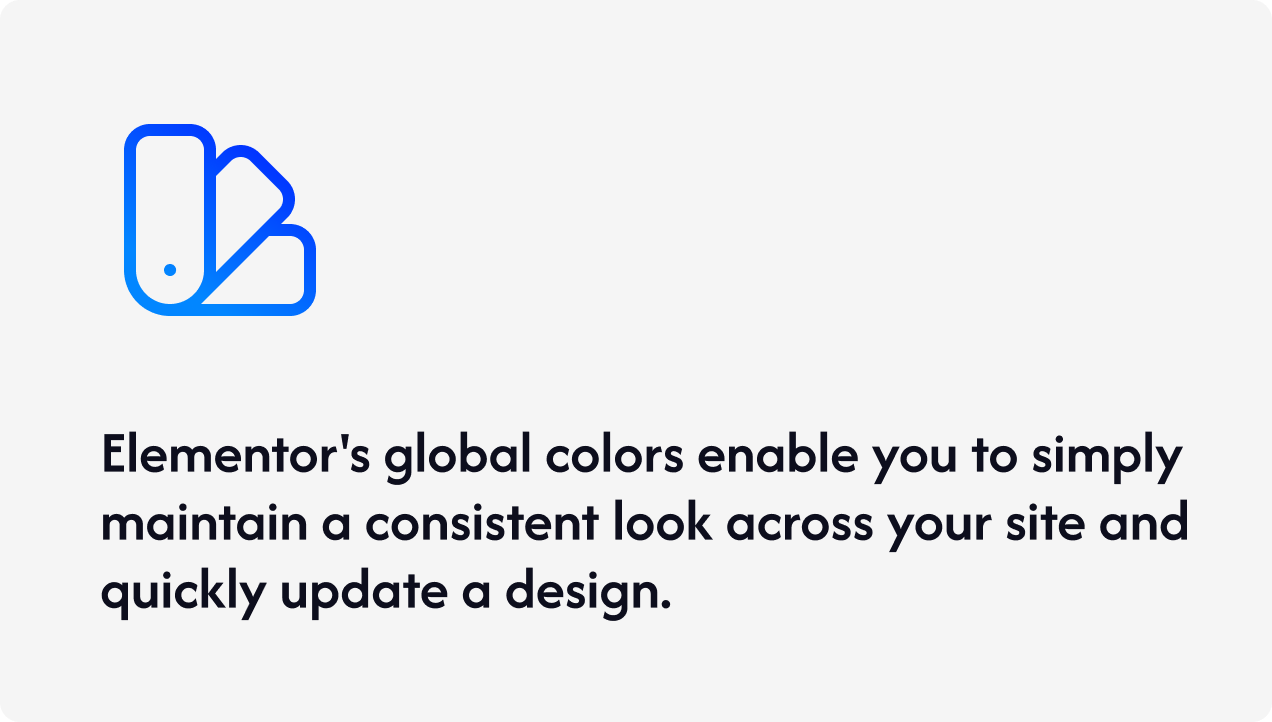 Elementor's global colors enable you to simply
maintain a consistent look across your site and
quickly update a design.